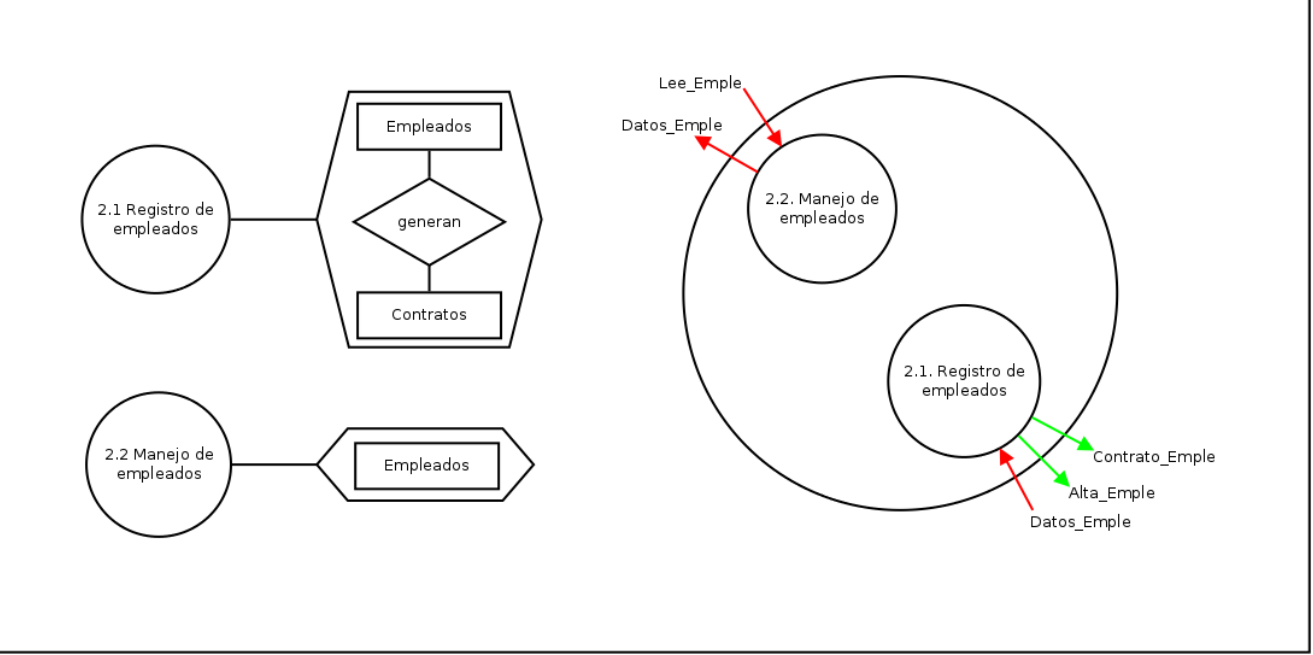 2.1 Registro de
empleados
Empleados
generan
Contratos
2.2 Manejo de
empleados
Empleados
Lee_Emple
Datos_Emple
2.2. Manejo de
empleados
2.1. Registro de
empleados
Contrato_Emple
Alta_Emple
Datos_Emple